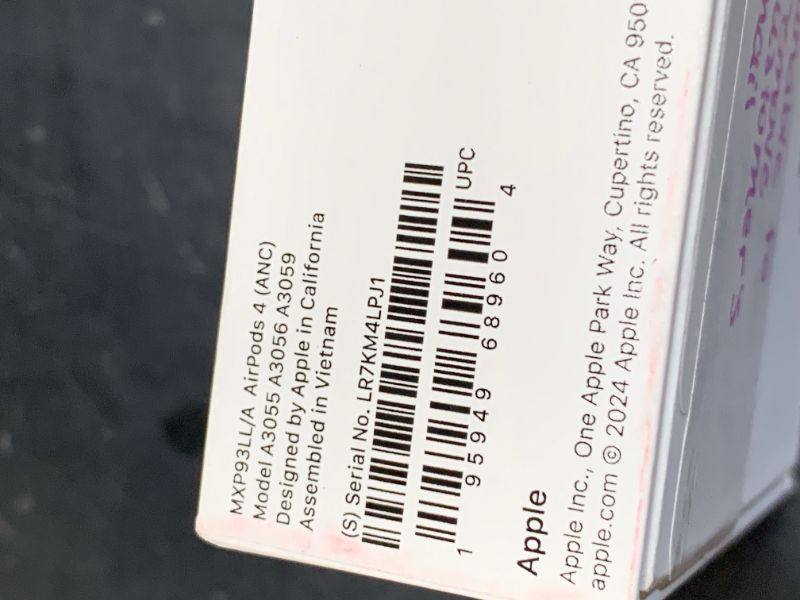 MXP93LL/A AirPods 4 (ANC)
Model A3055 A3056 A3059
Designed by Apple in California
Assembled in Vietnam
(S) Serial No. LR7KM4LPJ1
UPC
1 95949 68960 4
Apple
Apple Inc., One Apple Park Way, Cupertino, CA 950
apple.com © 2024 Apple Inc. All rights reserved.